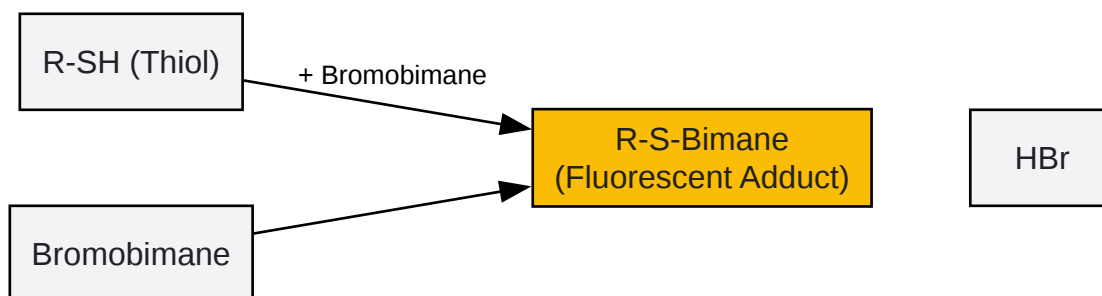 R-SH (Thiol)
+ Bromobimane
R-S-Bimane
(Fluorescent Adduct)
HBr
Bromobimane